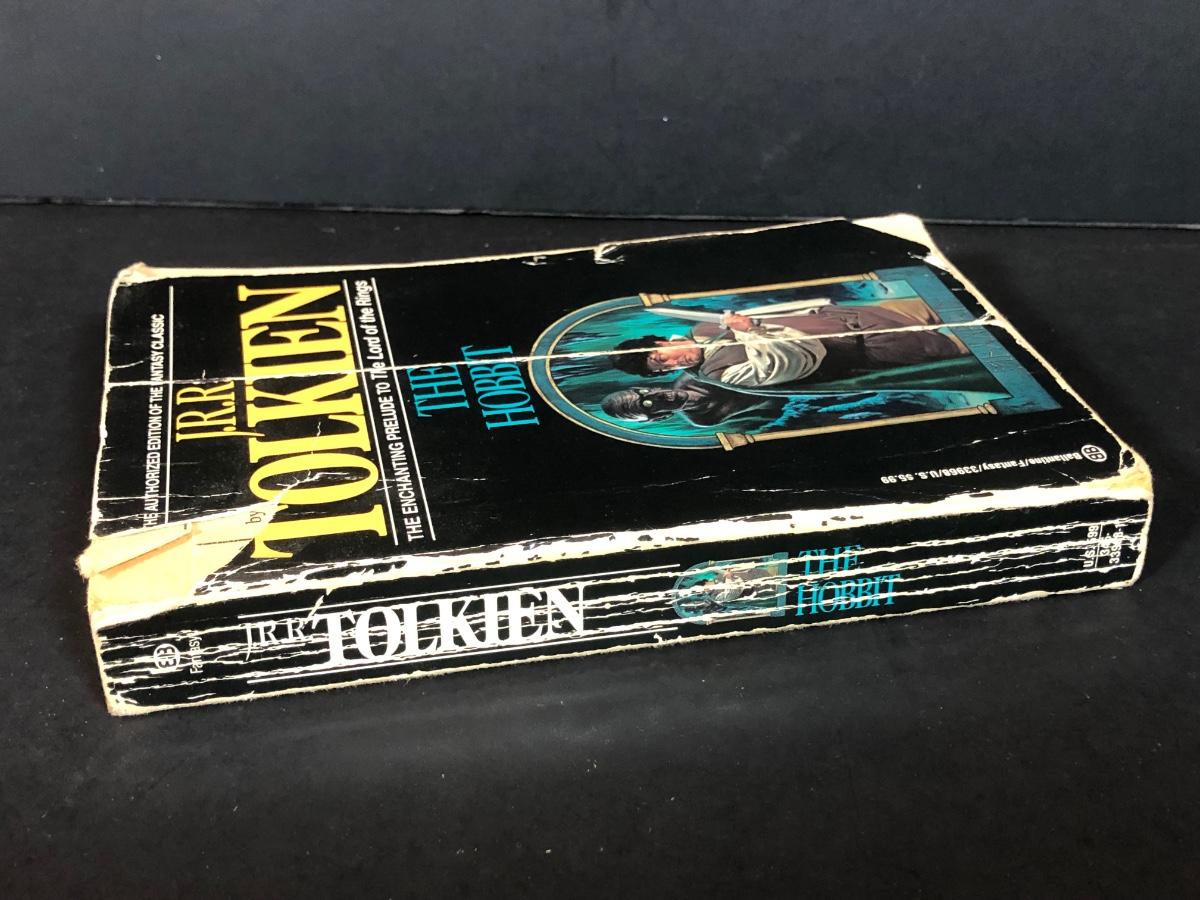 THE AUTHORIZED EDITION OF THE FANTASY CLASSIC
by
J.R.R.
TOLKIEN
THE ENCHANTING PRELUDE TO The Lord of the Rings
THE
HOBBIT
Ballantine/Fantasy/33968/U.S. $5.99
BB
Fantasy
J.R.R. TOLKIEN
THE
HOBBIT